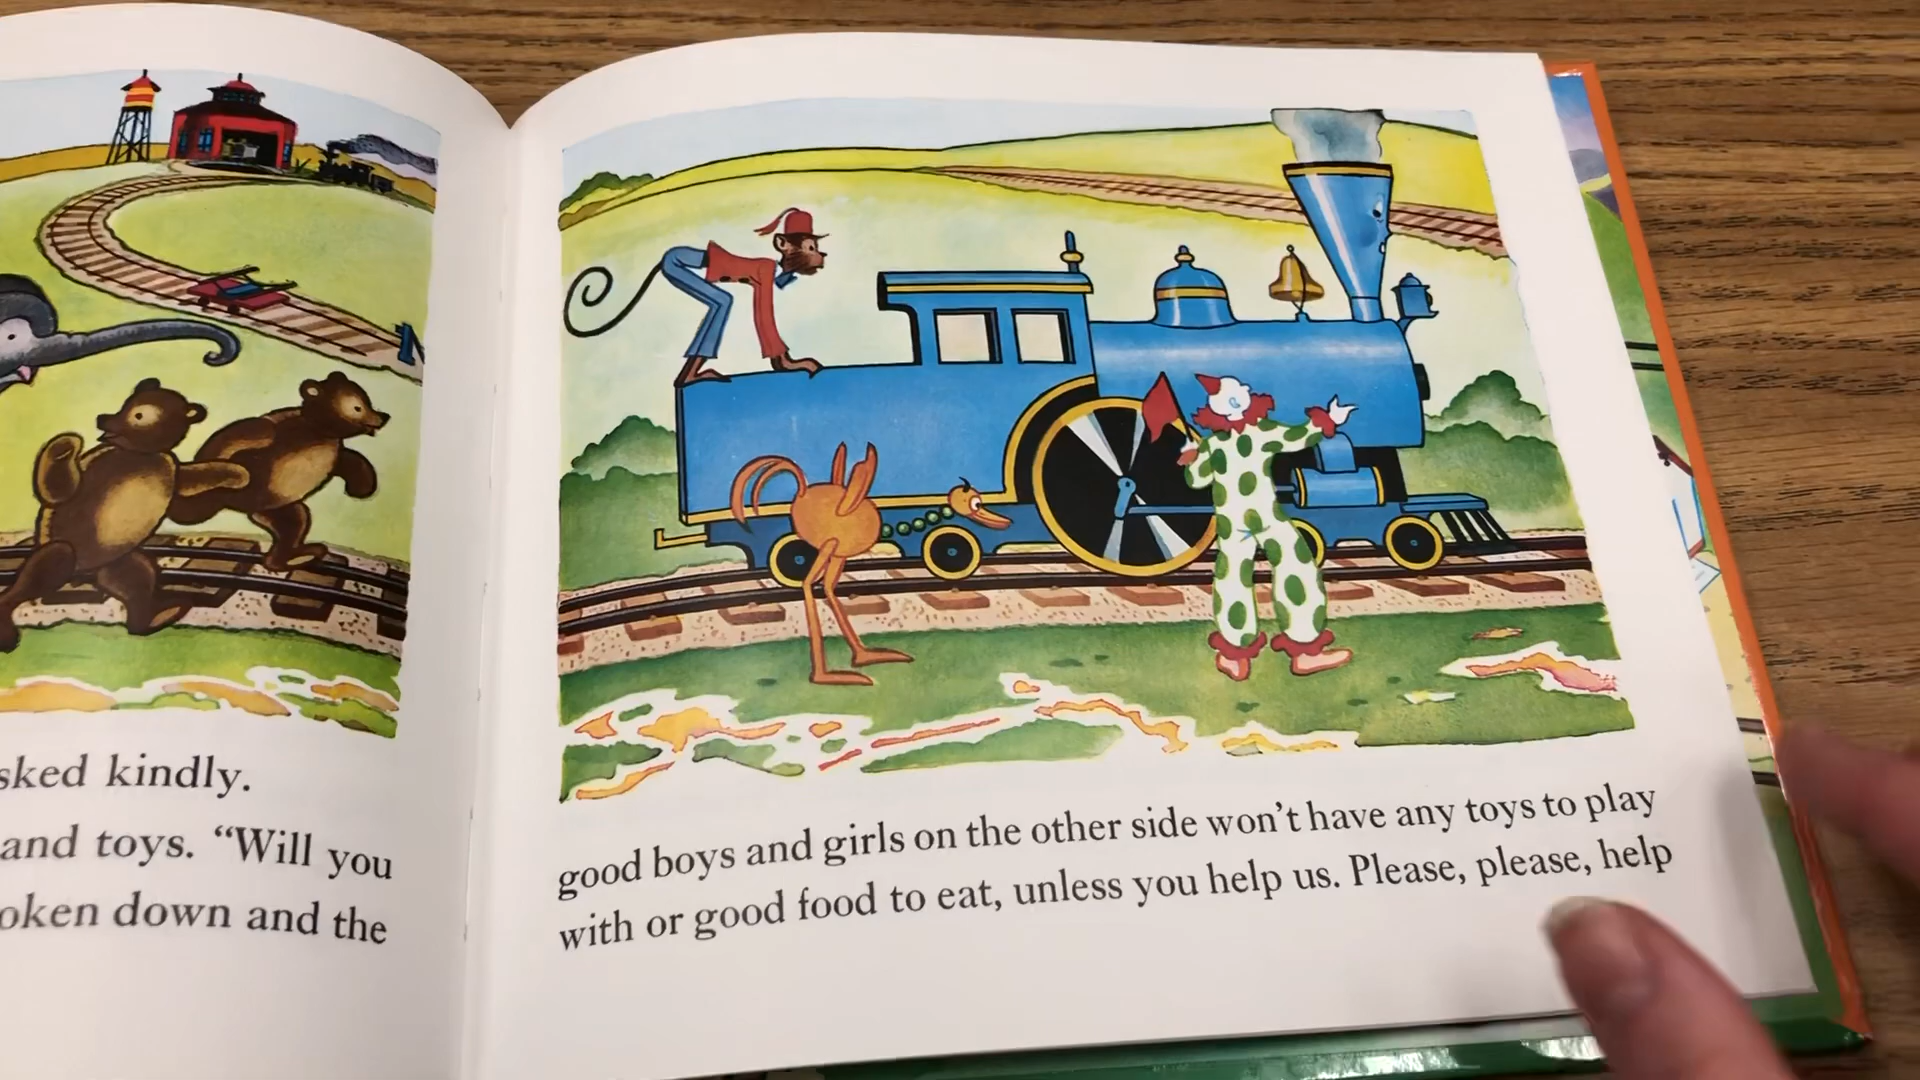 sked kindly.
and toys. “Will you
oken down and the
good boys and girls on the other side won’t have any toys to play
with or good food to eat, unless you help us. Please, please, help